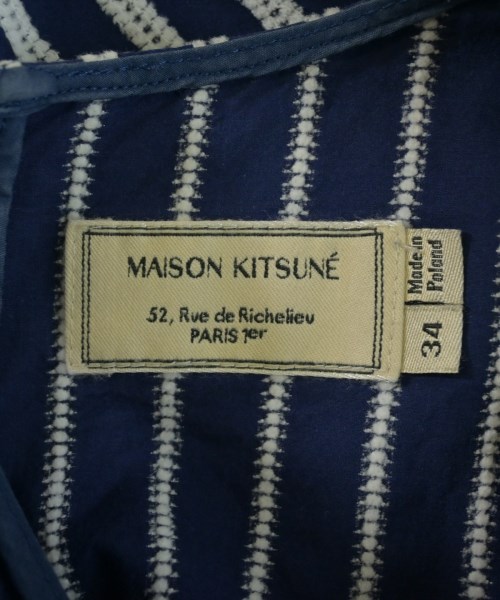 MAISON KITSUNÉ
52, Rue de Richelieu
PARIS 1er
Made in
Poland
34